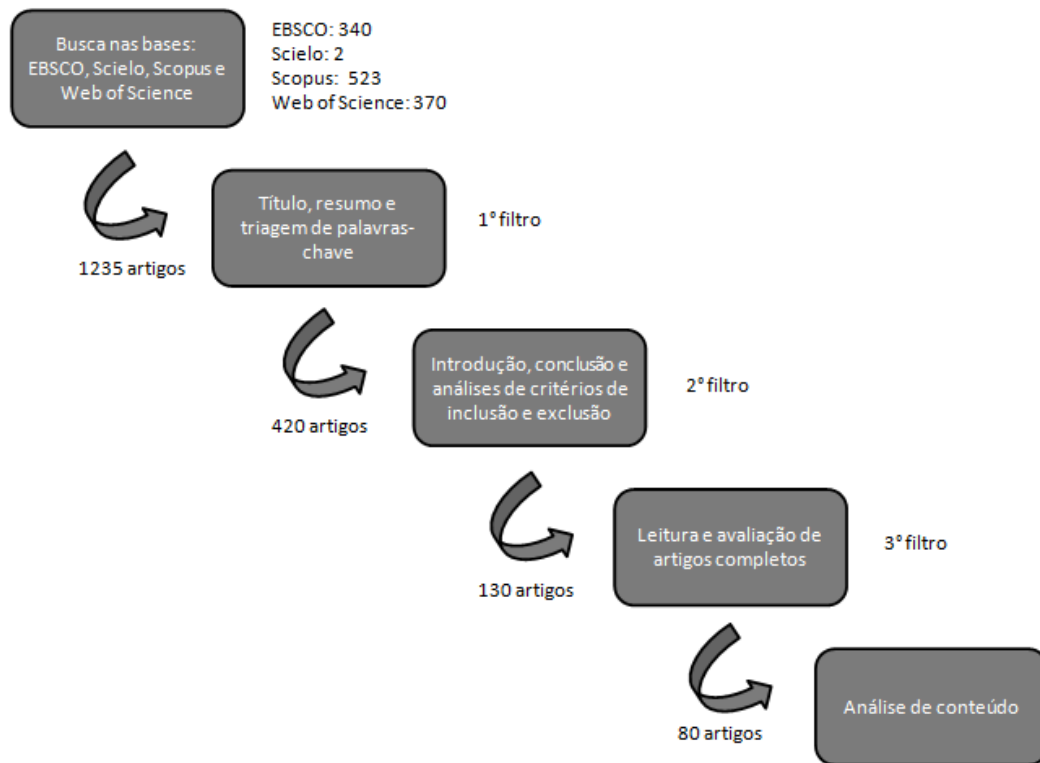 Busca nas bases:
EBSCO, Scielo, Scopus e
Web of Science
EBSCO: 340
Scielo: 2
Scopus: 523
Web of Science: 370
1235 artigos
Título, resumo e
triagem de palavras-
chave
1° filtro
420 artigos
Introdução, conclusão e
análises de critérios de
inclusão e exclusão
2° filtro
130 artigos
Leitura e avaliação de
artigos completos
3° filtro
80 artigos
Análise de conteúdo